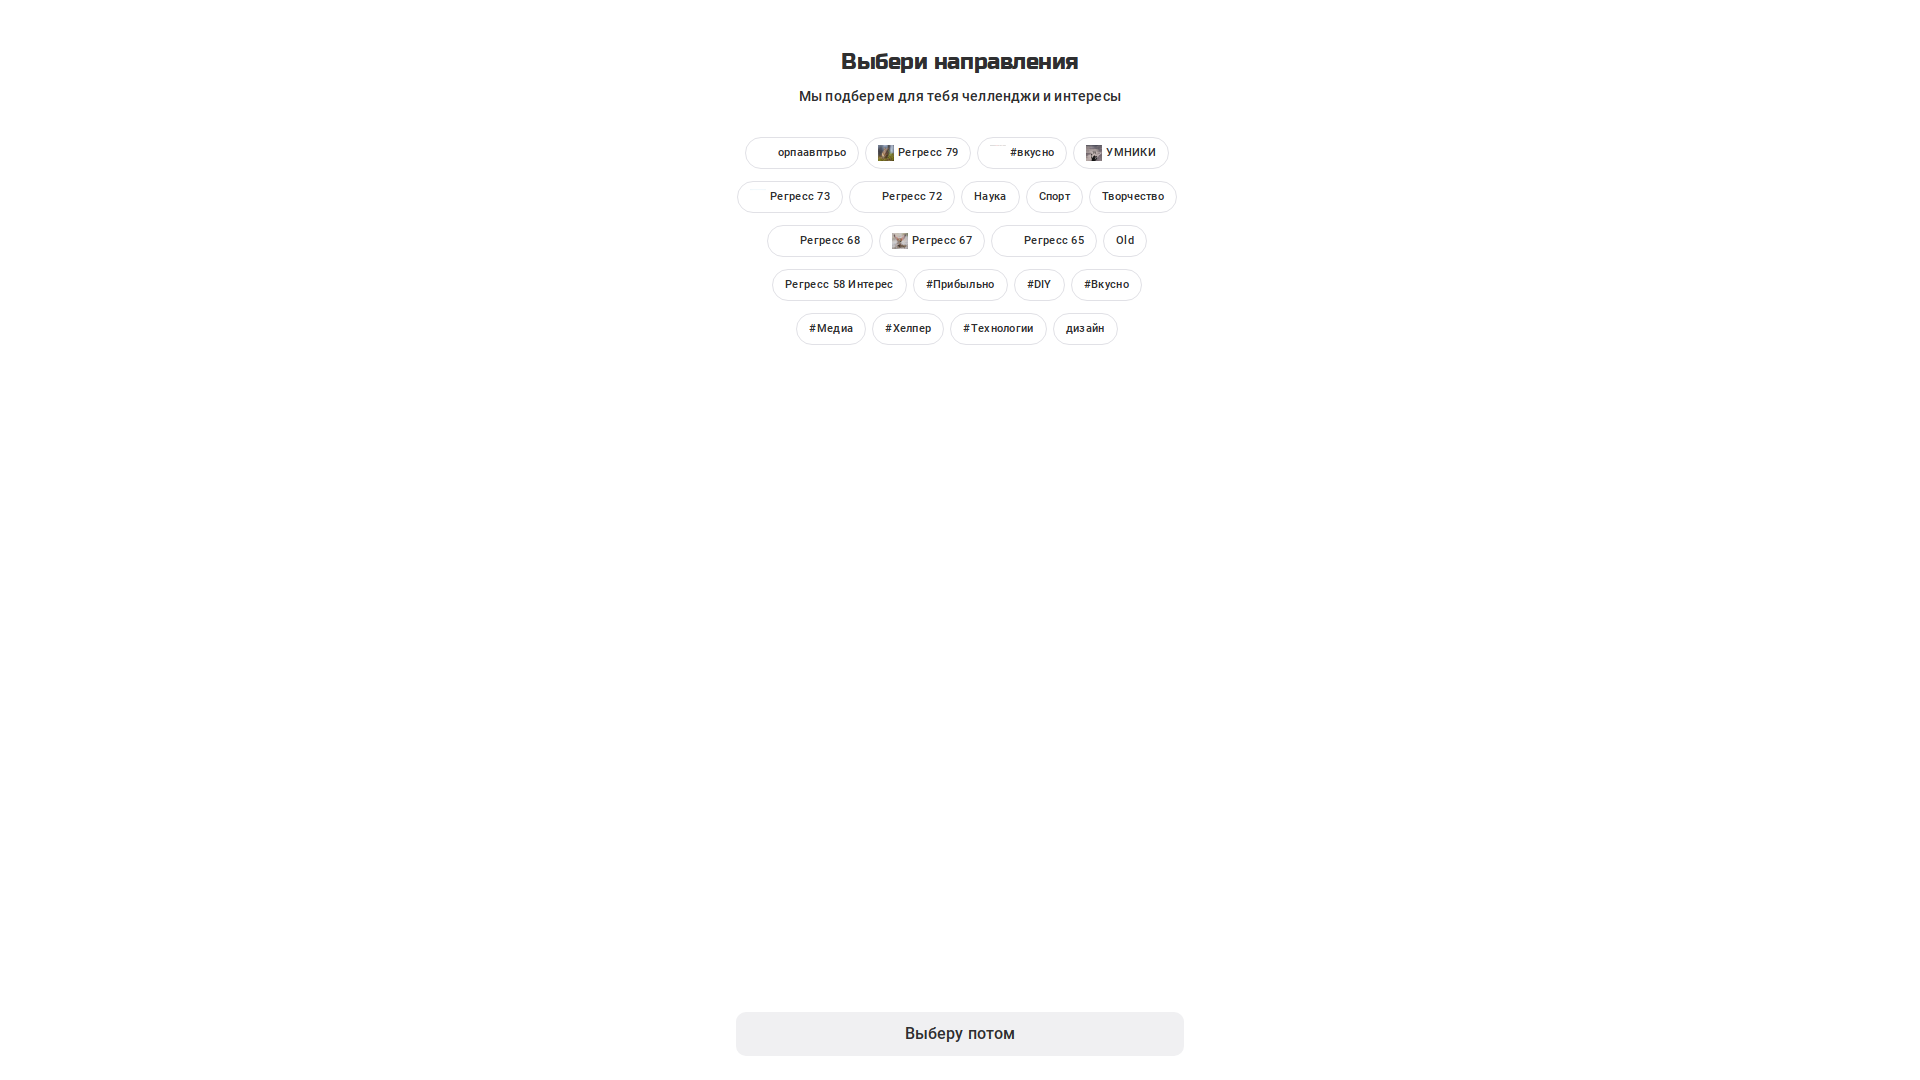 Выбери направления
Мы подберем для тебя челленджи и интересы
орпаавптрьо Регресс 79 #вкусно УМНИКИ
Регресс 73 Регресс 72 Наука Спорт Творчество
Регресс 68 Регресс 67 Регресс 65 Old
Регресс 58 Интерес #Прибыльно #DIY #Вкусно
#Медиа #Хелпер #Технологии дизайн
Выберу потом